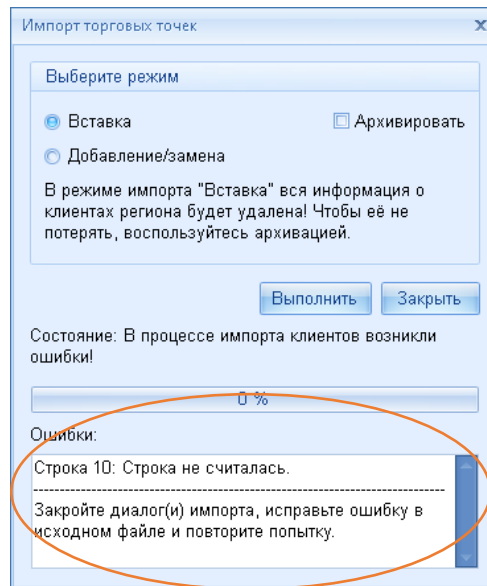 Импорт торговых точек
x
Выберите режим
Вставка
Архивировать
Добавление/замена
В режиме импорта "Вставка" вся информация о
клиентах региона будет удалена! Чтобы её не
потерять, воспользуйтесь архивацией.
Выполнить Закрыть
Состояние: В процессе импорта клиентов возникли
ошибки!
0 %
Ошибки:
Строка 10: Строка не считалась.
--------------------------------------------------------------------------------
Закройте диалог(и) импорта, исправьте ошибку в
исходном файле и повторите попытку.